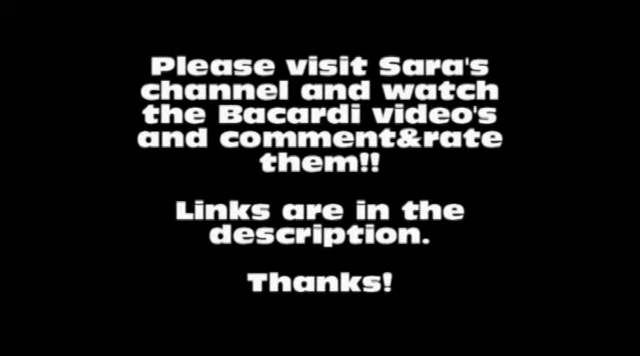 Please visit Sara's
channel and watch
the Bacardi video's
and comment&rate
them!!
Links are in the
description.
Thanks!